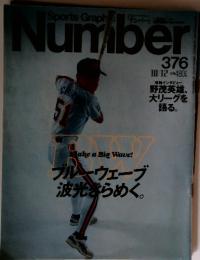 Sports Graphic
Number
376
10/12
野茂英雄、
大リーグを
語る。
51
Make a Big Wave!
ブルーウェーブ
波光きらめく。